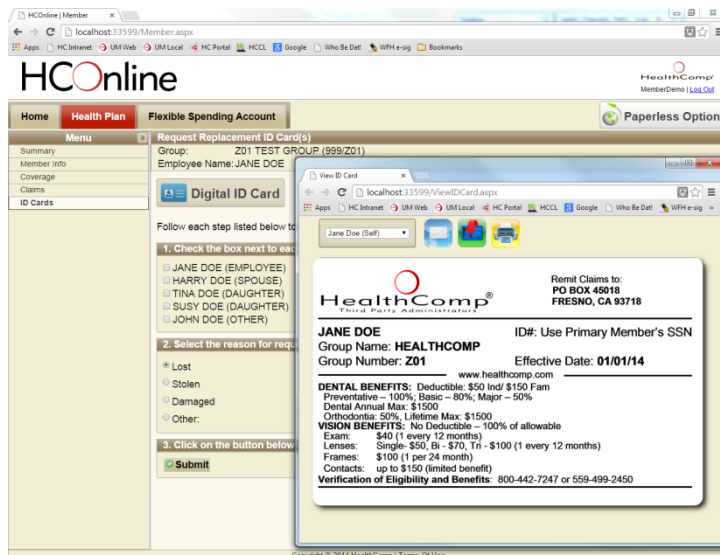 HCOnline | Member
localhost:33599/Member.aspx
Apps HC Intranet UM Web UM Local HC Portal HCCL Google Who Be Dat! WFH e-sig Bookmarks
HCOnline
HealthComp
MemberDemo | Log Out
Home Health Plan Flexible Spending Account Paperless Option
Menu
Summary
Member Info
Coverage
Claims
ID Cards
Request Replacement ID Card(s)
Group: Z01 TEST GROUP (999/Z01)
Employee Name: JANE DOE
Digital ID Card
Follow each step listed below to
1. Check the box next to eac
JANE DOE (EMPLOYEE)
HARRY DOE (SPOUSE)
TINA DOE (DAUGHTER)
SUSY DOE (DAUGHTER)
JOHN DOE (OTHER)
2. Select the reason for requ
Lost
Stolen
Damaged
Other:
3. Click on the button below
Submit
View ID Card
localhost:33599/ViewIDCard.aspx
Apps HC Intranet UM Web UM Local HC Portal HCCL Google Who Be Dat! WFH e-sig »
Jane Doe (Self)
HealthComp®
Third Party Administrators
Remit Claims to:
PO BOX 45018
FRESNO, CA 93718
JANE DOE ID#: Use Primary Member's SSN
Group Name: HEALTHCOMP
Group Number: Z01 Effective Date: 01/01/14
www.healthcomp.com
DENTAL BENEFITS: Deductible: $50 Ind/ $150 Fam
Preventative – 100%; Basic – 80%; Major – 50%
Dental Annual Max: $1500
Orthodontia: 50%, Lifetime Max: $1500
VISION BENEFITS: No Deductible – 100% of allowable
Exam: $40 (1 every 12 months)
Lenses: Single- $50, Bi - $70, Tri - $100 (1 every 12 months)
Frames: $100 (1 per 24 month)
Contacts: up to $150 (limited benefit)
Verification of Eligibility and Benefits: 800-442-7247 or 559-499-2450
Copyright © 2014 HealthComp | Terms Of Use